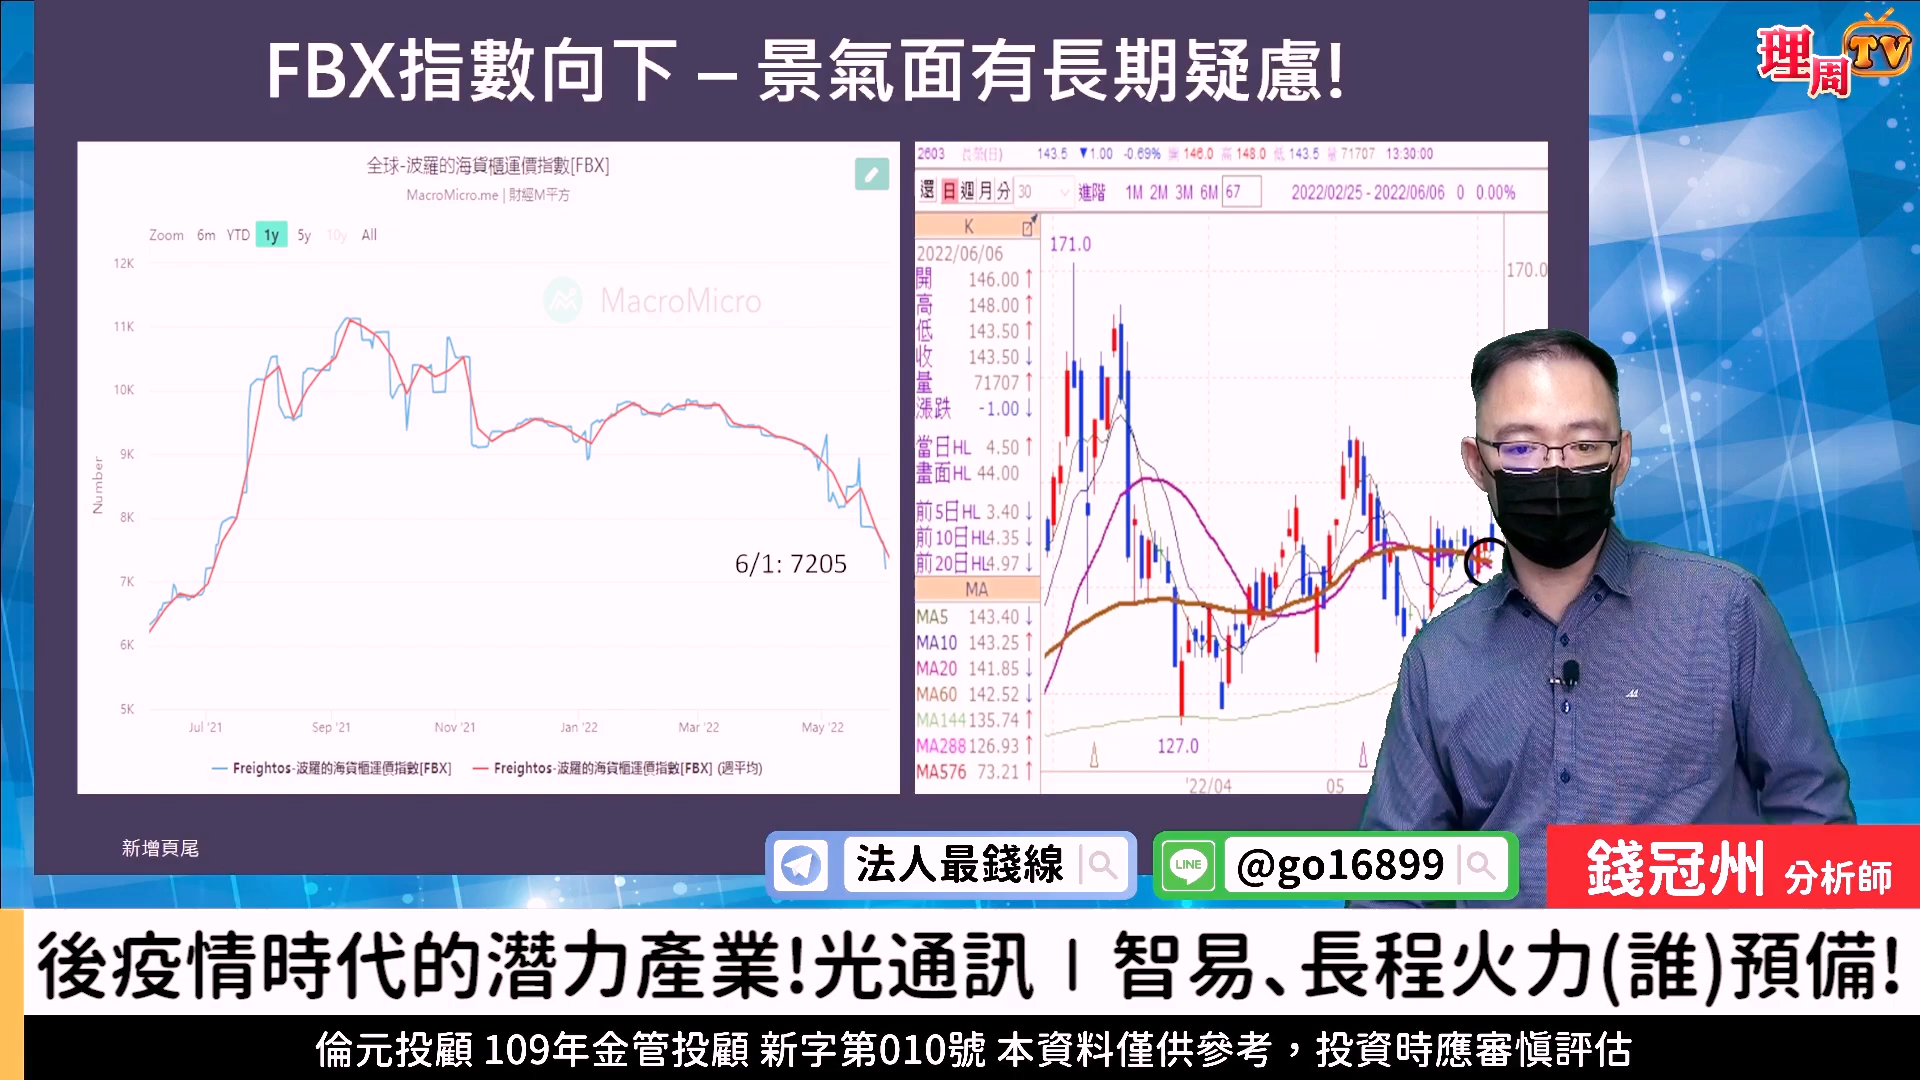 FBX指數向下 – 景氣面有長期疑慮!
理周TV
全球-波羅的海貨櫃運價指數[FBX]
MacroMicro.me | 財經M平方
Zoom 6m YTD 1y 5y 10y All
12K
11K
10K
9K
8K
7K
6K
5K
Number
MacroMicro
6/1: 7205
Jul '21 Sep '21 Nov '21 Jan '22 Mar '22 May '22
Freightos-波羅的海貨櫃運價指數[FBX] Freightos-波羅的海貨櫃運價指數[FBX] (週平均)
2603 長榮(日) 143.5 ▼1.00 -0.69% 開 146.0 高 148.0 低 143.5 量 71707 13:30:00
還 日 週 月 分 30 進階 1M 2M 3M 6M 67 2022/02/25 - 2022/06/06 0 0.00%
K
2022/06/06
開 146.00↑
高 148.00↑
低 143.50↑
收 143.50↓
量 71707↑
漲跌 -1.00↓
當日HL 4.50↑
畫面HL 44.00
前5日HL 3.40↓
前10日HL4.35↓
前20日HL4.97↓
MA
MA5 143.40↓
MA10 143.25↑
MA20 141.85↓
MA60 142.52↓
MA144 135.74↑
MA288 126.93↑
MA576 73.21↑
171.0
170.0
127.0
'22/04 05
新增頁尾
法人最錢線
LINE @go16899
錢冠州 分析師
後疫情時代的潛力產業!光通訊︱智易、長程火力(誰)預備!
倫元投顧 109年金管投顧 新字第010號 本資料僅供參考，投資時應審慎評估